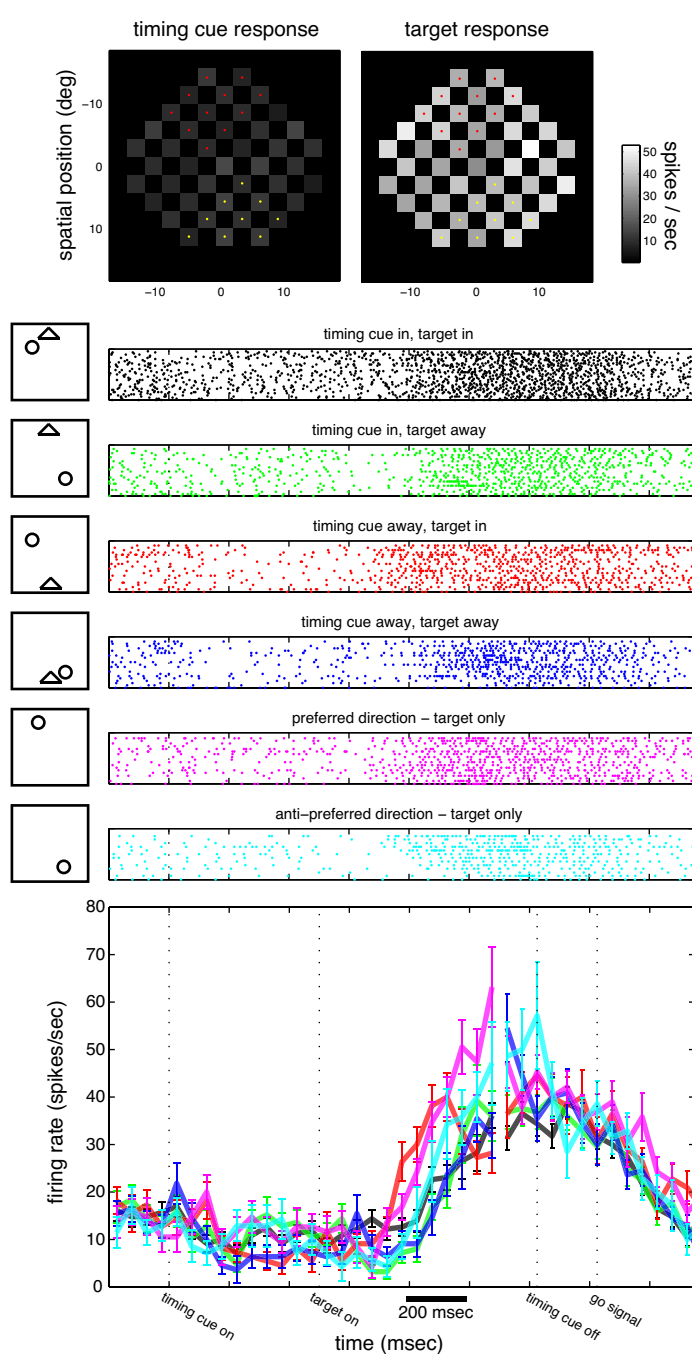 timing cue response
target response
spatial position (deg)
−10
0
10
−10
0
10
−10
0
10
50
40
30
20
10
spikes / sec
timing cue in, target in
timing cue in, target away
timing cue away, target in
timing cue away, target away
preferred direction − target only
anti−preferred direction − target only
80
70
60
50
40
30
20
10
0
firing rate (spikes/sec)
200 msec
timing cue on
target on
timing cue off
go signal
time (msec)